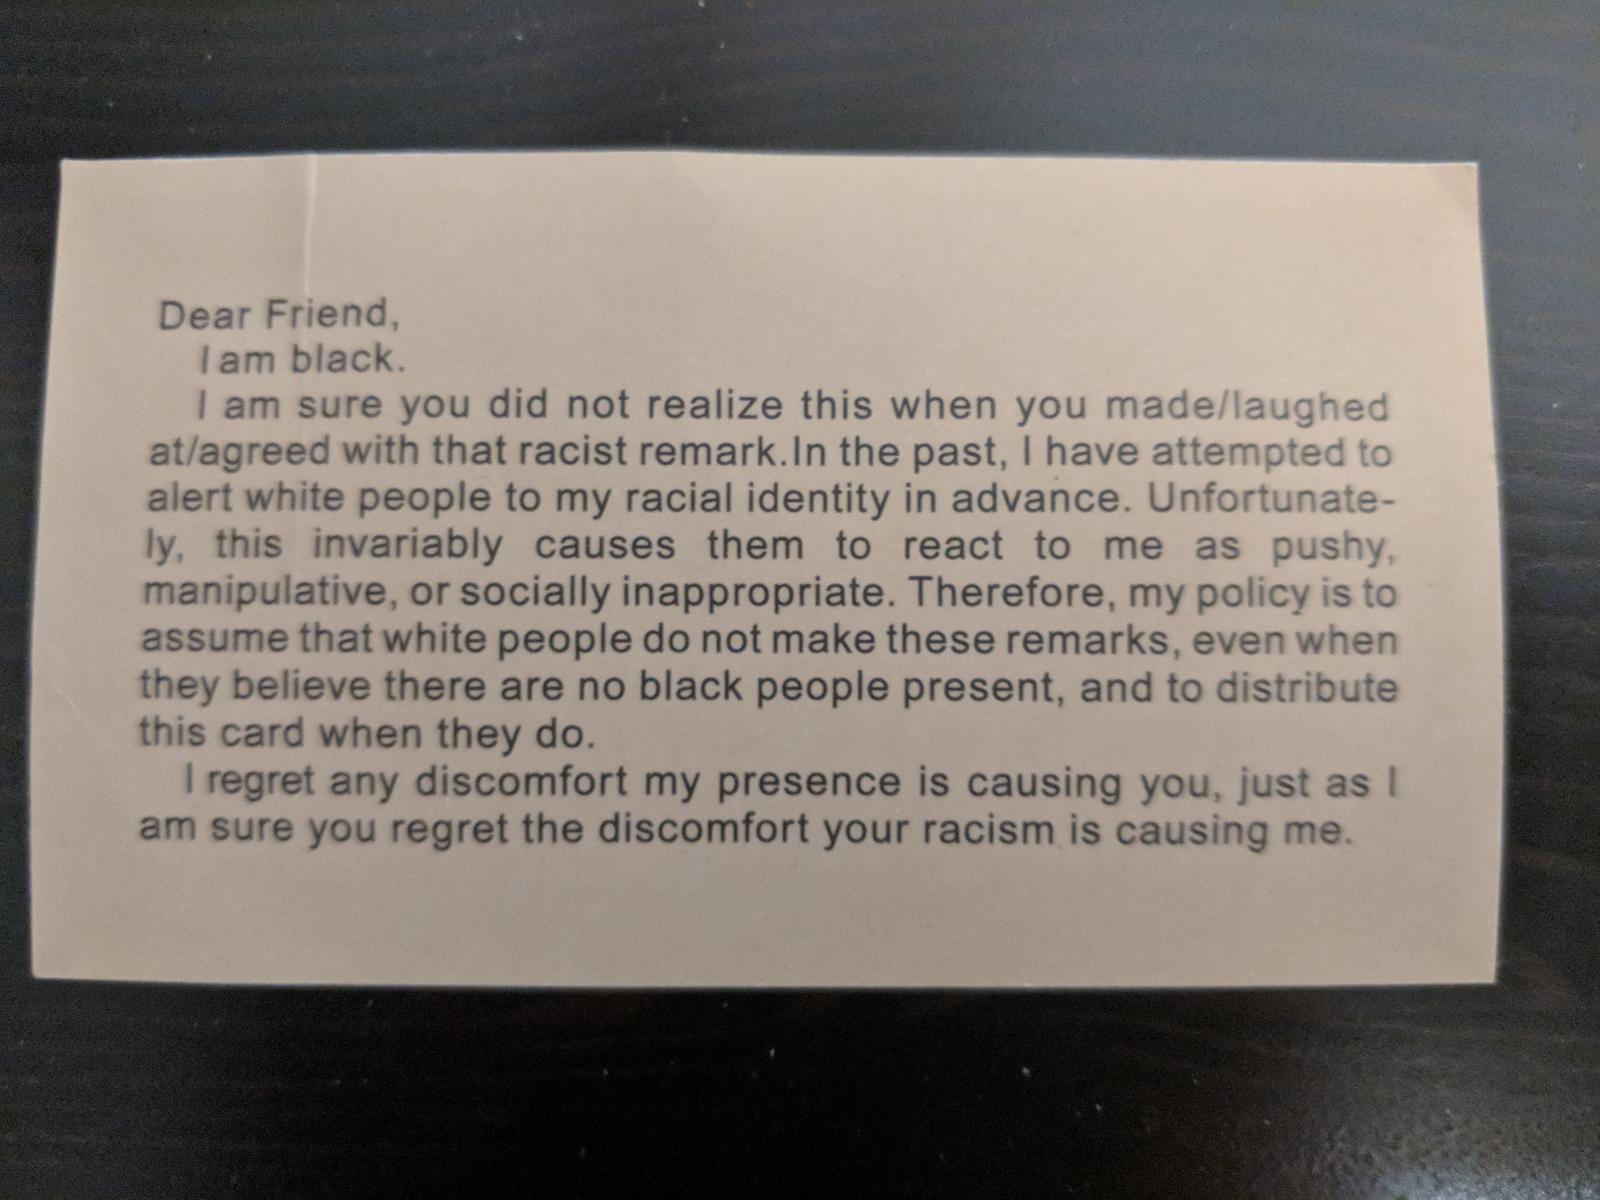 Dear Friend,
I am black.
I am sure you did not realize this when you made/laughed
at/agreed with that racist remark.In the past, I have attempted to
alert white people to my racial identity in advance. Unfortunate-
ly, this invariably causes them to react to me as pushy,
manipulative, or socially inappropriate. Therefore, my policy is to
assume that white people do not make these remarks, even when
they believe there are no black people present, and to distribute
this card when they do.
I regret any discomfort my presence is causing you, just as I
am sure you regret the discomfort your racism is causing me.